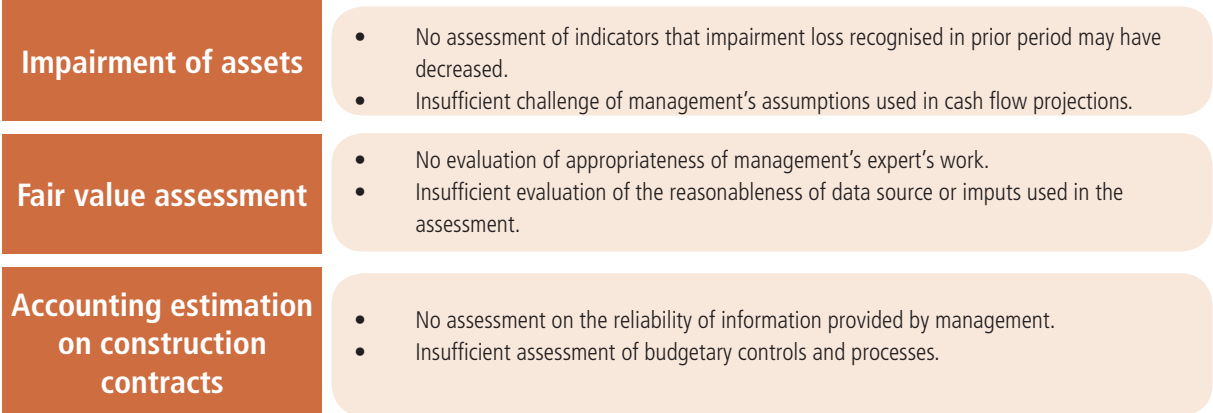 Impairment of assets
• No assessment of indicators that impairment loss recognised in prior period may have
decreased.
• Insufficient challenge of management’s assumptions used in cash flow projections.
Fair value assessment
• No evaluation of appropriateness of management’s expert’s work.
• Insufficient evaluation of the reasonableness of data source or imputs used in the
assessment.
Accounting estimation
on construction
contracts
• No assessment on the reliability of information provided by management.
• Insufficient assessment of budgetary controls and processes.